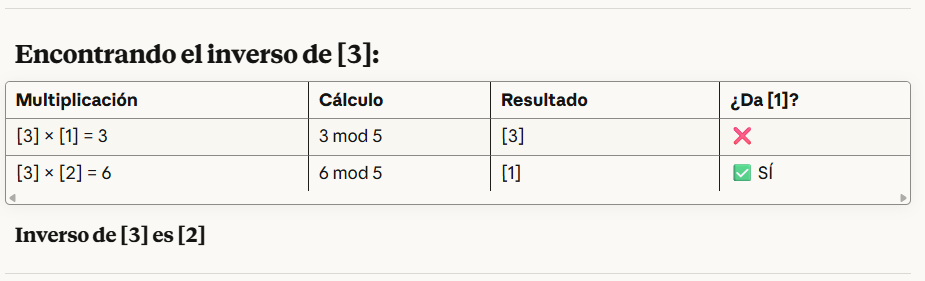 Encontrando el inverso de [3]:
Multiplicación Cálculo Resultado ¿Da [1]?
[3] × [1] = 3 3 mod 5 [3] ❌
[3] × [2] = 6 6 mod 5 [1] ✅ SÍ
Inverso de [3] es [2]